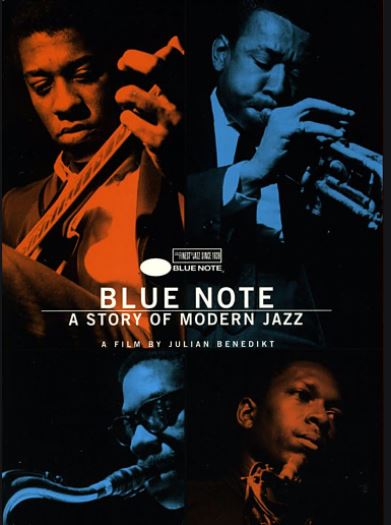 THE FINEST IN JAZZ SINCE 1939
BLUE NOTE
BLUE NOTE
A STORY OF MODERN JAZZ
A FILM BY JULIAN BENEDIKT